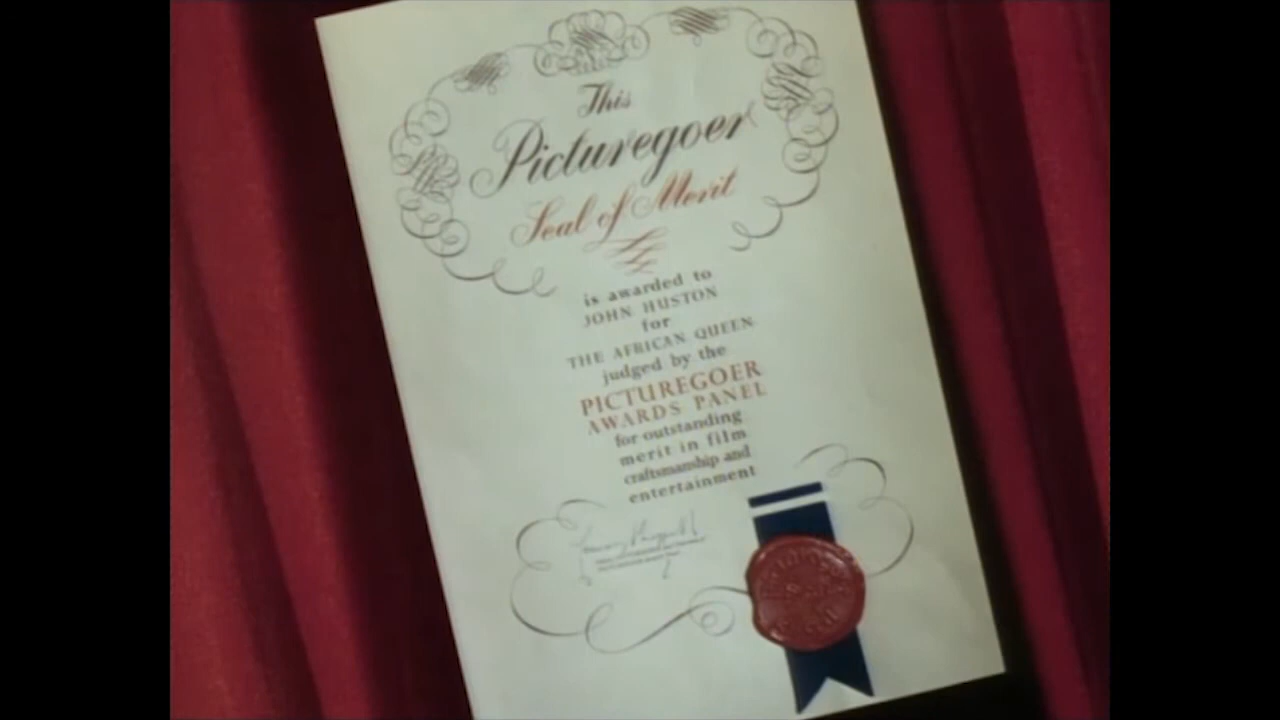 This
Picturegoer
Seal of Merit
is awarded to
JOHN HUSTON
for
THE AFRICAN QUEEN
judged by the
PICTUREGOER
AWARDS PANEL
for outstanding
merit in film
craftsmanship and
entertainment